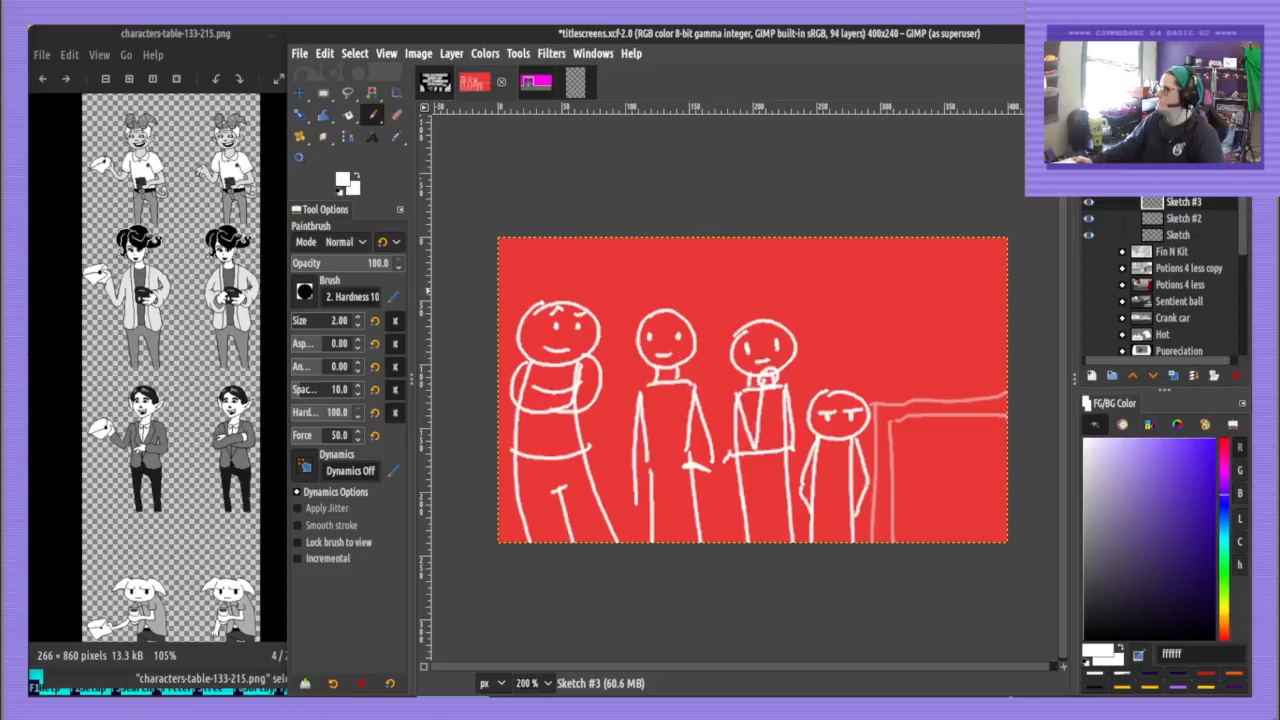 characters-table-133-215.png
File Edit View Go Help
266 × 860 pixels 13.3 kB 105%
"characters-table-133-215.png"
*titlescreens.xcf-2.0 (RGB color 8-bit gamma integer, GIMP built-in sRGB, 94 layers) 400x240 – GIMP (as superuser)
File Edit Select View Image Layer Colors Tools Filters Windows Help
Tool Options
Paintbrush
Mode Normal
Opacity 100.0
Brush
2. Hardness 10
Size 2.00
Asp... 0.00
An... 0.00
Spac... 10.0
Hard... 100.0
Force 50.0
Dynamics
Dynamics Off
Dynamics Options
Apply Jitter
Smooth stroke
Lock brush to view
Incremental
px 200 % Sketch #3 (60.6 MB)
**** COMMODORE 64 BASIC V2 ****
Sketch #3
Sketch #2
Sketch
Fin N Kit
Potions 4 less copy
Potions 4 less
Sentient ball
Crank car
Hot
Pupreciation
FG/BG Color
R
G
B
L
C
h
ffffff